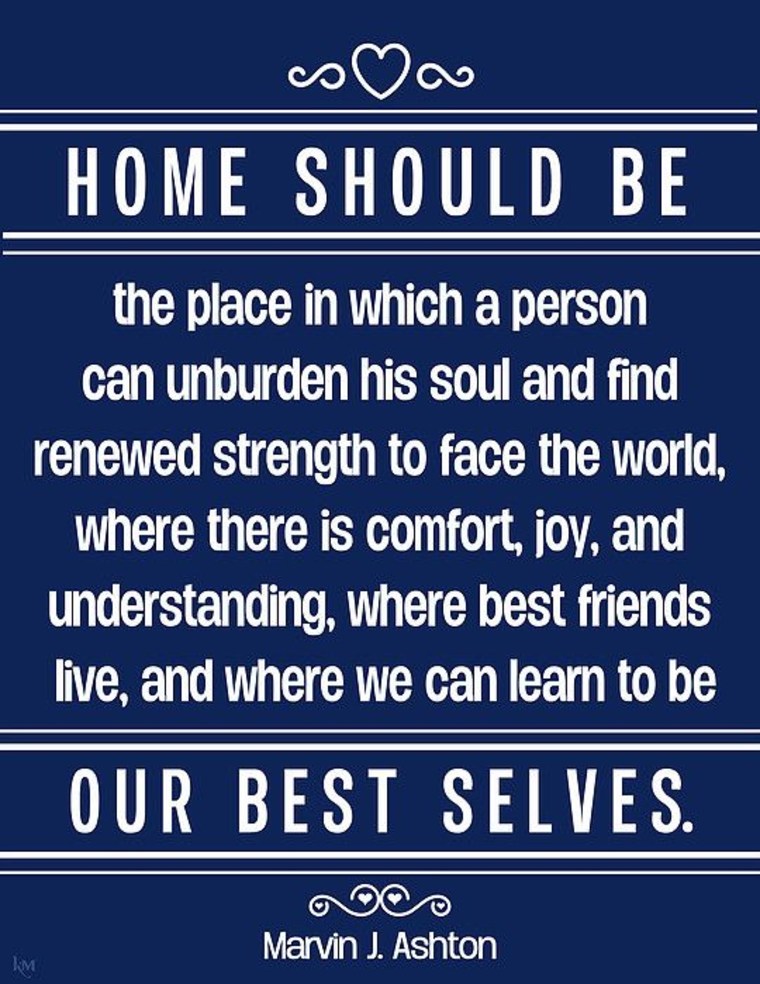 HOME SHOULD BE
the place in which a person
can unburden his soul and find
renewed strength to face the world,
where there is comfort, joy, and
understanding, where best friends
live, and where we can learn to be
OUR BEST SELVES.
Marvin J. Ashton
kM